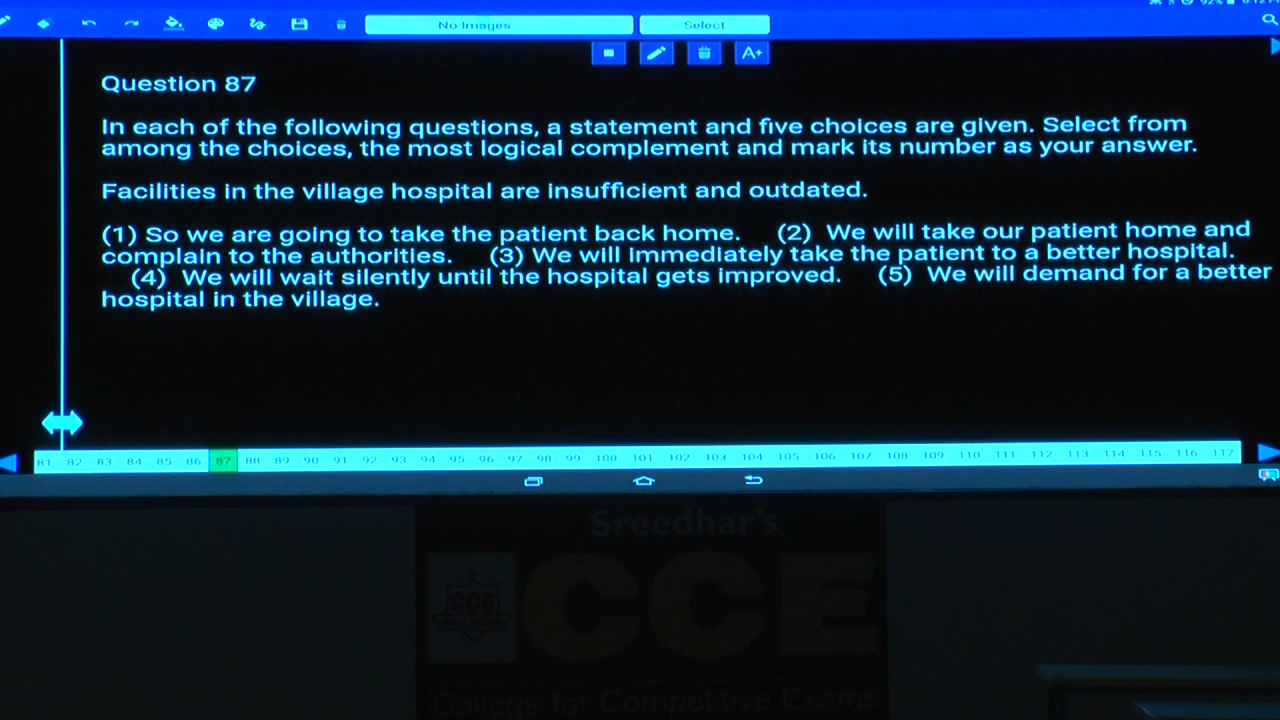 No Images Select
A+
Question 87
In each of the following questions, a statement and five choices are given. Select from
among the choices, the most logical complement and mark its number as your answer.
Facilities in the village hospital are insufficient and outdated.
(1) So we are going to take the patient back home. (2) We will take our patient home and
complain to the authorities. (3) We will immediately take the patient to a better hospital.
(4) We will wait silently until the hospital gets improved. (5) We will demand for a better
hospital in the village.
81 82 83 84 85 86 87 88 89 90 91 92 93 94 95 96 97 98 99 100 101 102 103 104 105 106 107 108 109 110 111 112 113 114 115 116 117
Sreedhar's
CCE
CCE
College for Competitive Exams